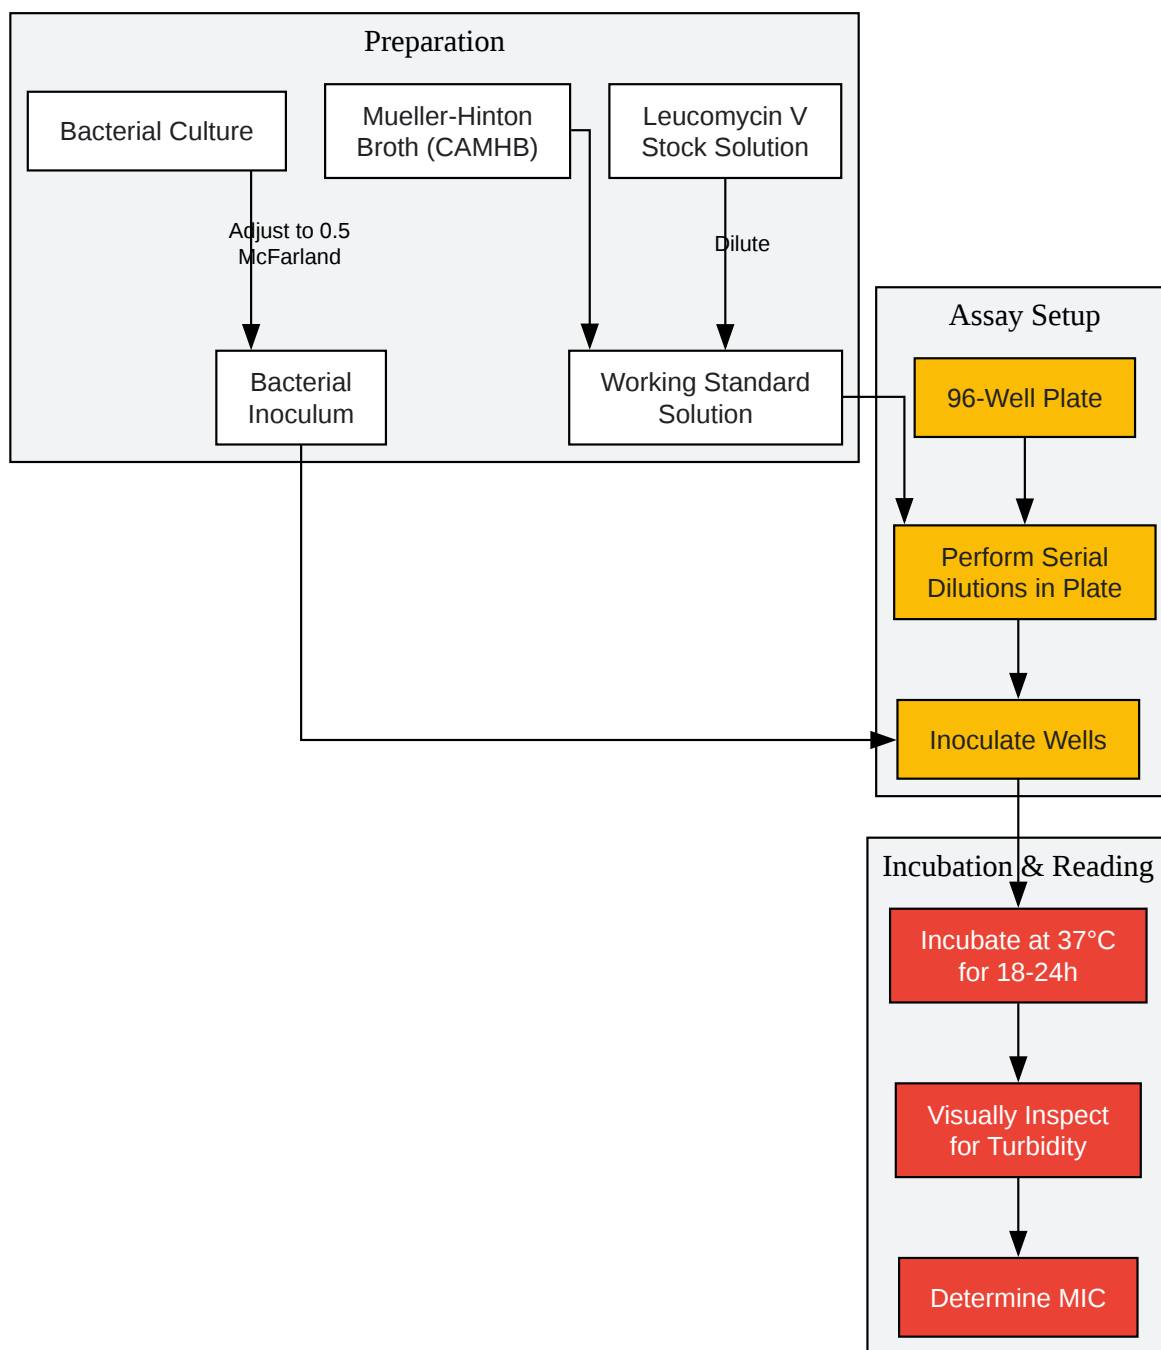 Preparation
Bacterial Culture
Mueller-Hinton
Broth (CAMHB)
Leucomycin V
Stock Solution
Adjust to 0.5
McFarland
Dilute
Bacterial
Inoculum
Working Standard
Solution
Assay Setup
96-Well Plate
Perform Serial
Dilutions in Plate
Inoculate Wells
Incubation & Reading
Incubate at 37°C
for 18-24h
Visually Inspect
for Turbidity
Determine MIC